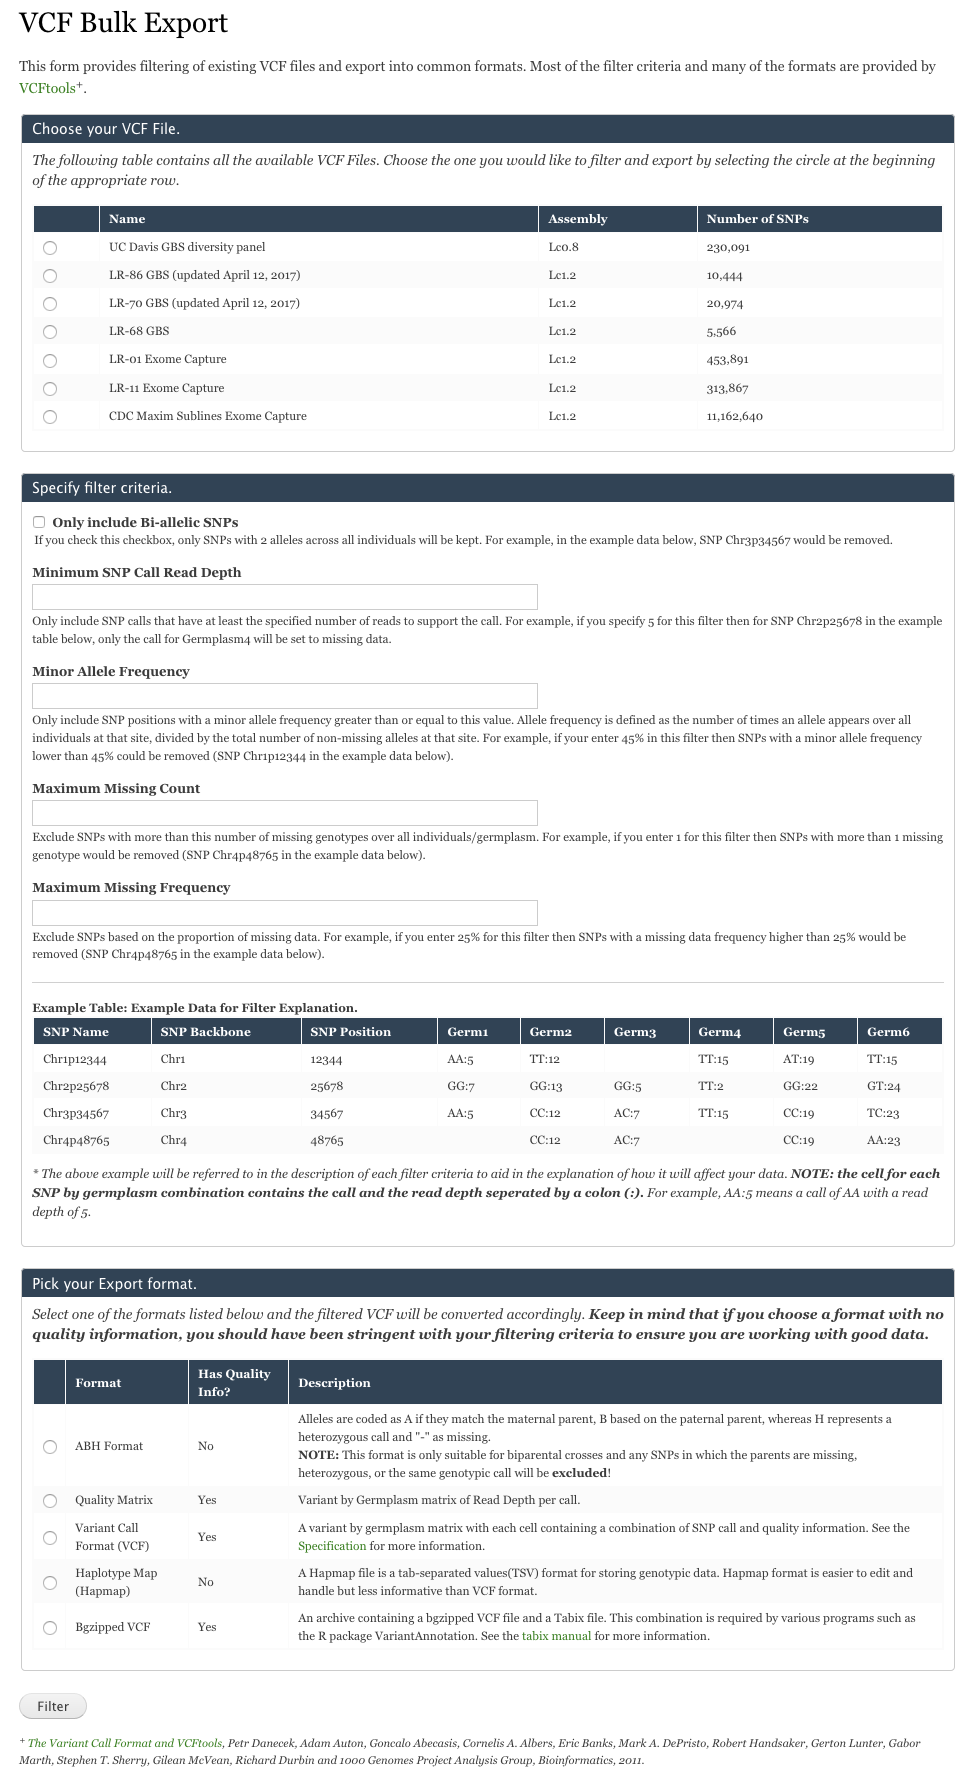 VCF Bulk Export
This form provides filtering of existing VCF files and export into common formats. Most of the filter criteria and many of the formats are provided by
VCFtools+.
Choose your VCF File.
The following table contains all the available VCF Files. Choose the one you would like to filter and export by selecting the circle at the beginning
of the appropriate row.
Name Assembly Number of SNPs
UC Davis GBS diversity panel Lc0.8 230,091
LR-86 GBS (updated April 12, 2017) Lc1.2 10,444
LR-70 GBS (updated April 12, 2017) Lc1.2 20,974
LR-68 GBS Lc1.2 5,566
LR-01 Exome Capture Lc1.2 453,891
LR-11 Exome Capture Lc1.2 313,867
CDC Maxim Sublines Exome Capture Lc1.2 11,162,640
Specify filter criteria.
Only include Bi-allelic SNPs
If you check this checkbox, only SNPs with 2 alleles across all individuals will be kept. For example, in the example data below, SNP Chr3p34567 would be removed.
Minimum SNP Call Read Depth
Only include SNP calls that have at least the specified number of reads to support the call. For example, if you specify 5 for this filter then for SNP Chr2p25678 in the example
table below, only the call for Germplasm4 will be set to missing data.
Minor Allele Frequency
Only include SNP positions with a minor allele frequency greater than or equal to this value. Allele frequency is defined as the number of times an allele appears over all
individuals at that site, divided by the total number of non-missing alleles at that site. For example, if your enter 45% in this filter then SNPs with a minor allele frequency
lower than 45% could be removed (SNP Chr1p12344 in the example data below).
Maximum Missing Count
Exclude SNPs with more than this number of missing genotypes over all individuals/germplasm. For example, if you enter 1 for this filter then SNPs with more than 1 missing
genotype would be removed (SNP Chr4p48765 in the example data below).
Maximum Missing Frequency
Exclude SNPs based on the proportion of missing data. For example, if you enter 25% for this filter then SNPs with a missing data frequency higher than 25% would be
removed (SNP Chr4p48765 in the example data below).
Example Table: Example Data for Filter Explanation.
SNP Name SNP Backbone SNP Position Germ1 Germ2 Germ3 Germ4 Germ5 Germ6
Chr1p12344 Chr1 12344 AA:5 TT:12 TT:15 AT:19 TT:15
Chr2p25678 Chr2 25678 GG:7 GG:13 GG:5 TT:2 GG:22 GT:24
Chr3p34567 Chr3 34567 AA:5 CC:12 AC:7 TT:15 CC:19 TC:23
Chr4p48765 Chr4 48765 CC:12 AC:7 CC:19 AA:23
* The above example will be referred to in the description of each filter criteria to aid in the explanation of how it will affect your data. NOTE: the cell for each
SNP by germplasm combination contains the call and the read depth seperated by a colon (:). For example, AA:5 means a call of AA with a read
depth of 5.
Pick your Export format.
Select one of the formats listed below and the filtered VCF will be converted accordingly. Keep in mind that if you choose a format with no
quality information, you should have been stringent with your filtering criteria to ensure you are working with good data.
Format Has Quality Info? Description
ABH Format No Alleles are coded as A if they match the maternal parent, B based on the paternal parent, whereas H represents a
heterozygous call and "-" as missing.
NOTE: This format is only suitable for biparental crosses and any SNPs in which the parents are missing,
heterozygous, or the same genotypic call will be excluded!
Quality Matrix Yes Variant by Germplasm matrix of Read Depth per call.
Variant Call Format (VCF) Yes A variant by germplasm matrix with each cell containing a combination of SNP call and quality information. See the
Specification for more information.
Haplotype Map (Hapmap) No A Hapmap file is a tab-separated values(TSV) format for storing genotypic data. Hapmap format is easier to edit and
handle but less informative than VCF format.
Bgzipped VCF Yes An archive containing a bgzipped VCF file and a Tabix file. This combination is required by various programs such as
the R package VariantAnnotation. See the tabix manual for more information.
Filter
+ The Variant Call Format and VCFtools, Petr Danecek, Adam Auton, Goncalo Abecasis, Cornelis A. Albers, Eric Banks, Mark A. DePristo, Robert Handsaker, Gerton Lunter, Gabor
Marth, Stephen T. Sherry, Gilean McVean, Richard Durbin and 1000 Genomes Project Analysis Group, Bioinformatics, 2011.